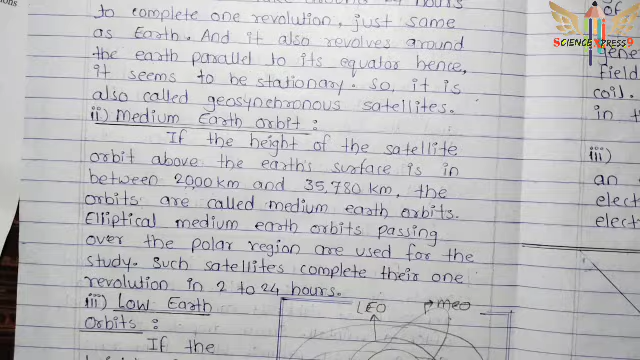 to complete one revolution, just same
as Earth. And it also revolves around
the earth parallel to its equator hence,
it seems to be stationary. So, it is
also called geosynchronous satellites.
ii) Medium Earth orbit :
If the height of the satellite
orbit above the earth's surface is in
between 2000 km and 35,780 km, the
orbits are called medium earth orbits.
Elliptical medium earth orbits passing
over the polar region are used for the
study. Such satellites complete their one
revolution in 2 to 24 hours.
iii) Low Earth
Orbits :
If the
LEO
MEO
of
SCIENCEXPRESS9
field
coil.
in
iii)
an
elect
elect